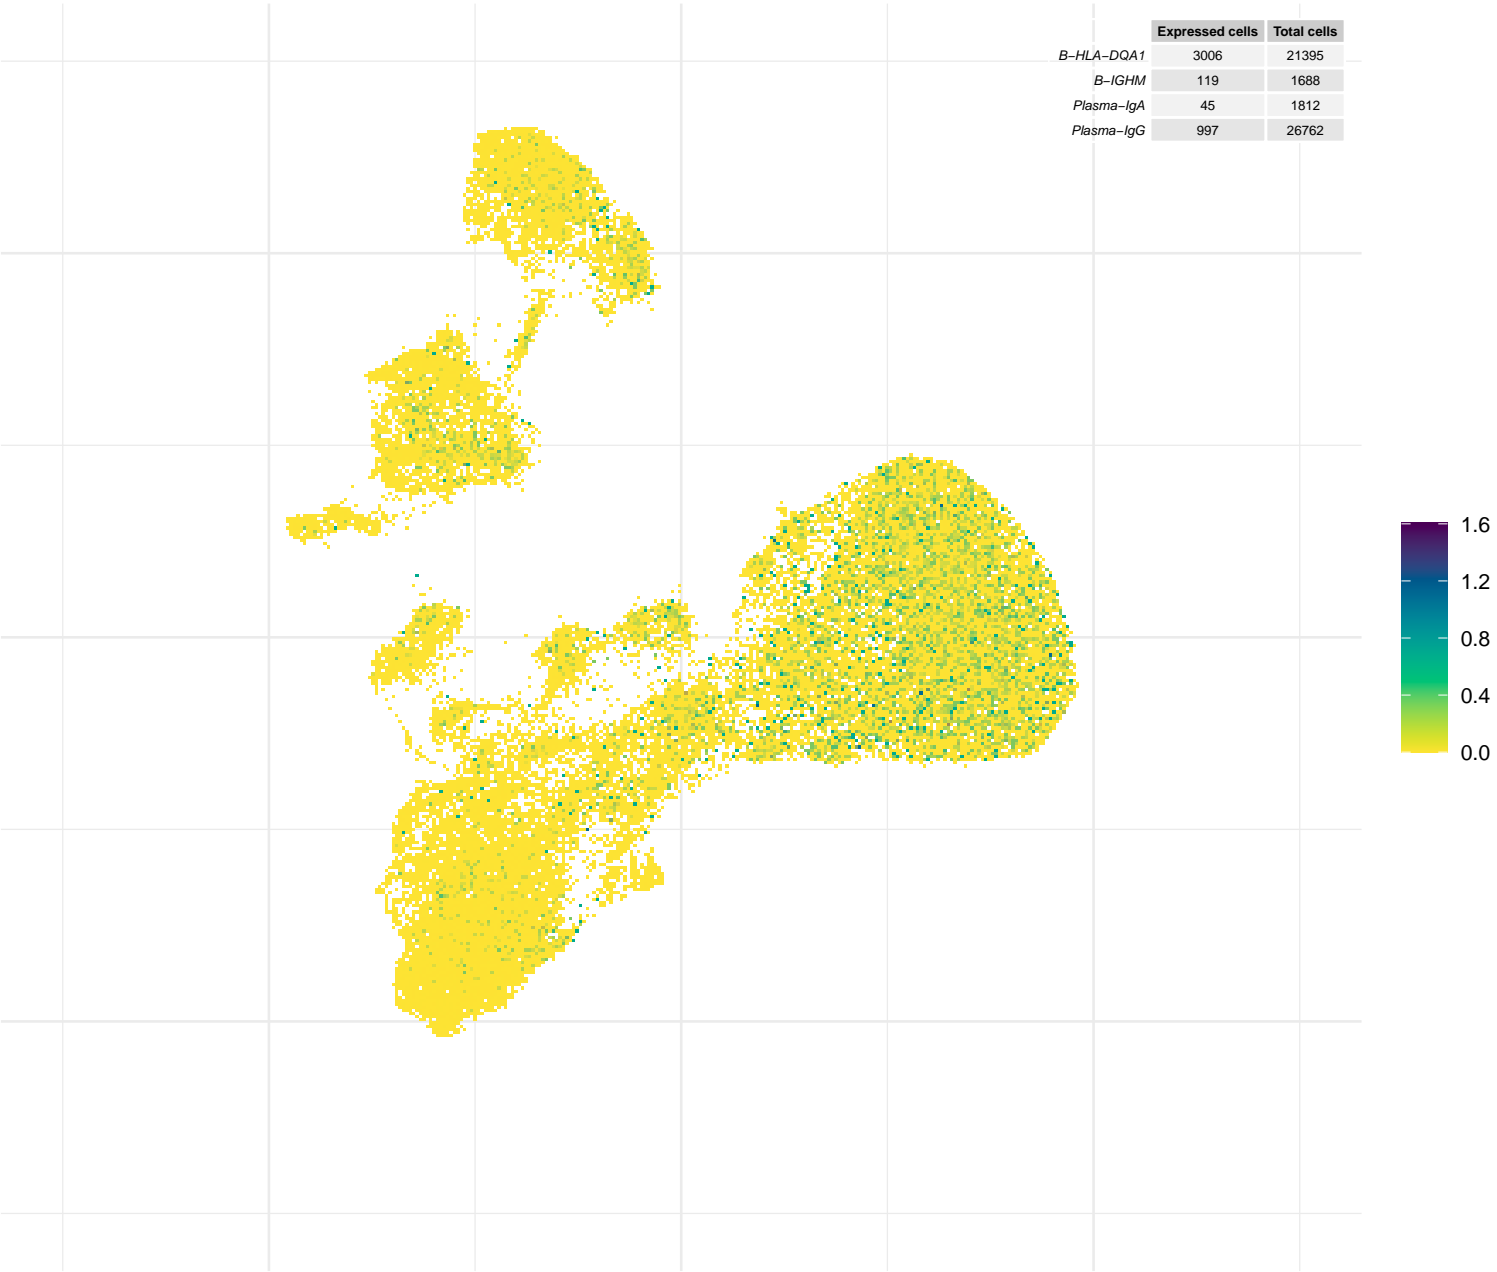 Expressed cells Total cells
B−HLA−DQA1 3006 21395
B−IGHM 119 1688
Plasma−IgA 45 1812
Plasma−IgG 997 26762
1.6
1.2
0.8
0.4
0.0